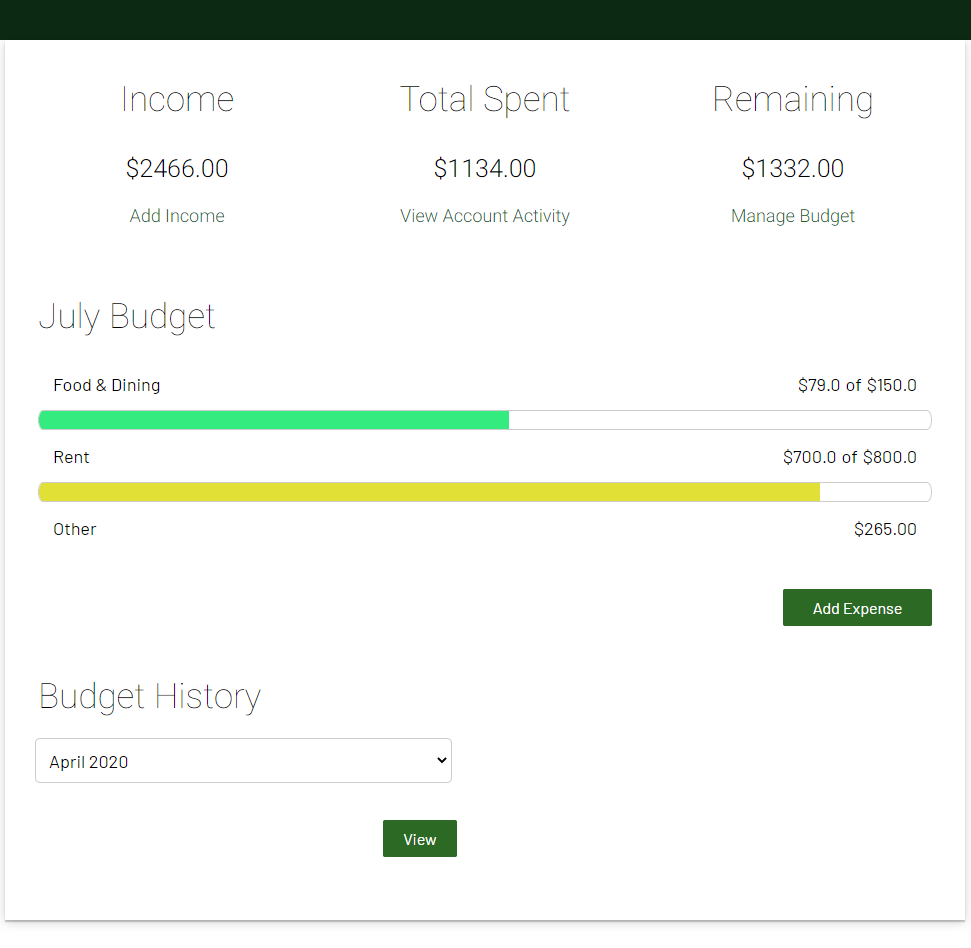 Income Total Spent Remaining
$2466.00 $1134.00 $1332.00
Add Income View Account Activity Manage Budget
July Budget
Food & Dining $79.0 of $150.0
Rent $700.0 of $800.0
Other $265.00
Add Expense
Budget History
April 2020
View